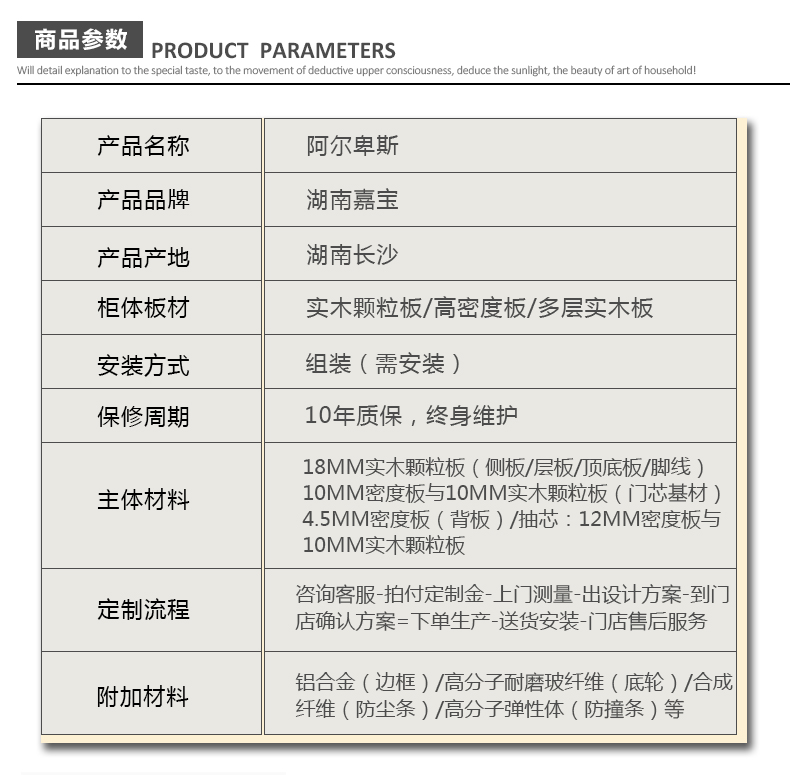 商品参数 PRODUCT PARAMETERS
Will detail explanation to the special taste, to the movement of deductive upper consciousness, deduce the sunlight, the beauty of art of household!
产品名称 阿尔卑斯
产品品牌 湖南嘉宝
产品产地 湖南长沙
柜体板材 实木颗粒板/高密度板/多层实木板
安装方式 组装（需安装）
保修周期 10年质保，终身维护
主体材料
18MM实木颗粒板（侧板/层板/顶底板/脚线）
10MM密度板与10MM实木颗粒板（门芯基材）
4.5MM密度板（背板）/抽芯：12MM密度板与
10MM实木颗粒板
定制流程
咨询客服-拍付定制金-上门测量-出设计方案-到门
店确认方案=下单生产-送货安装-门店售后服务
附加材料
铝合金（边框）/高分子耐磨玻纤维（底轮）/合成
纤维（防尘条）/高分子弹性体（防撞条）等